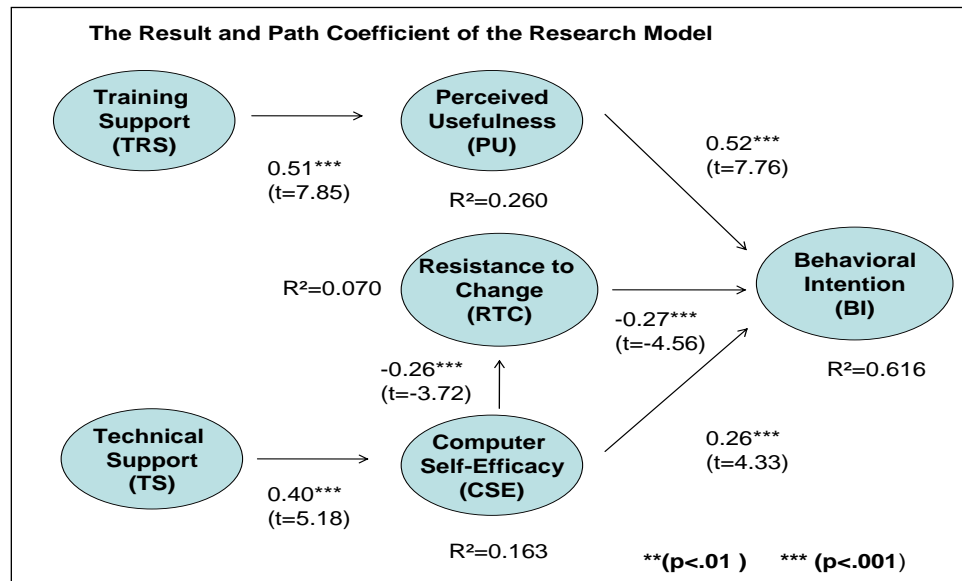 The Result and Path Coefficient of the Research Model
Training
Support
(TRS)
0.51***
(t=7.85)
Perceived
Usefulness
(PU)
R²=0.260
0.52***
(t=7.76)
R²=0.070
Resistance to
Change
(RTC)
-0.27***
(t=-4.56)
Behavioral
Intention
(BI)
R²=0.616
-0.26***
(t=-3.72)
Technical
Support
(TS)
0.40***
(t=5.18)
Computer
Self-Efficacy
(CSE)
R²=0.163
0.26***
(t=4.33)
**(p<.01 ) *** (p<.001)